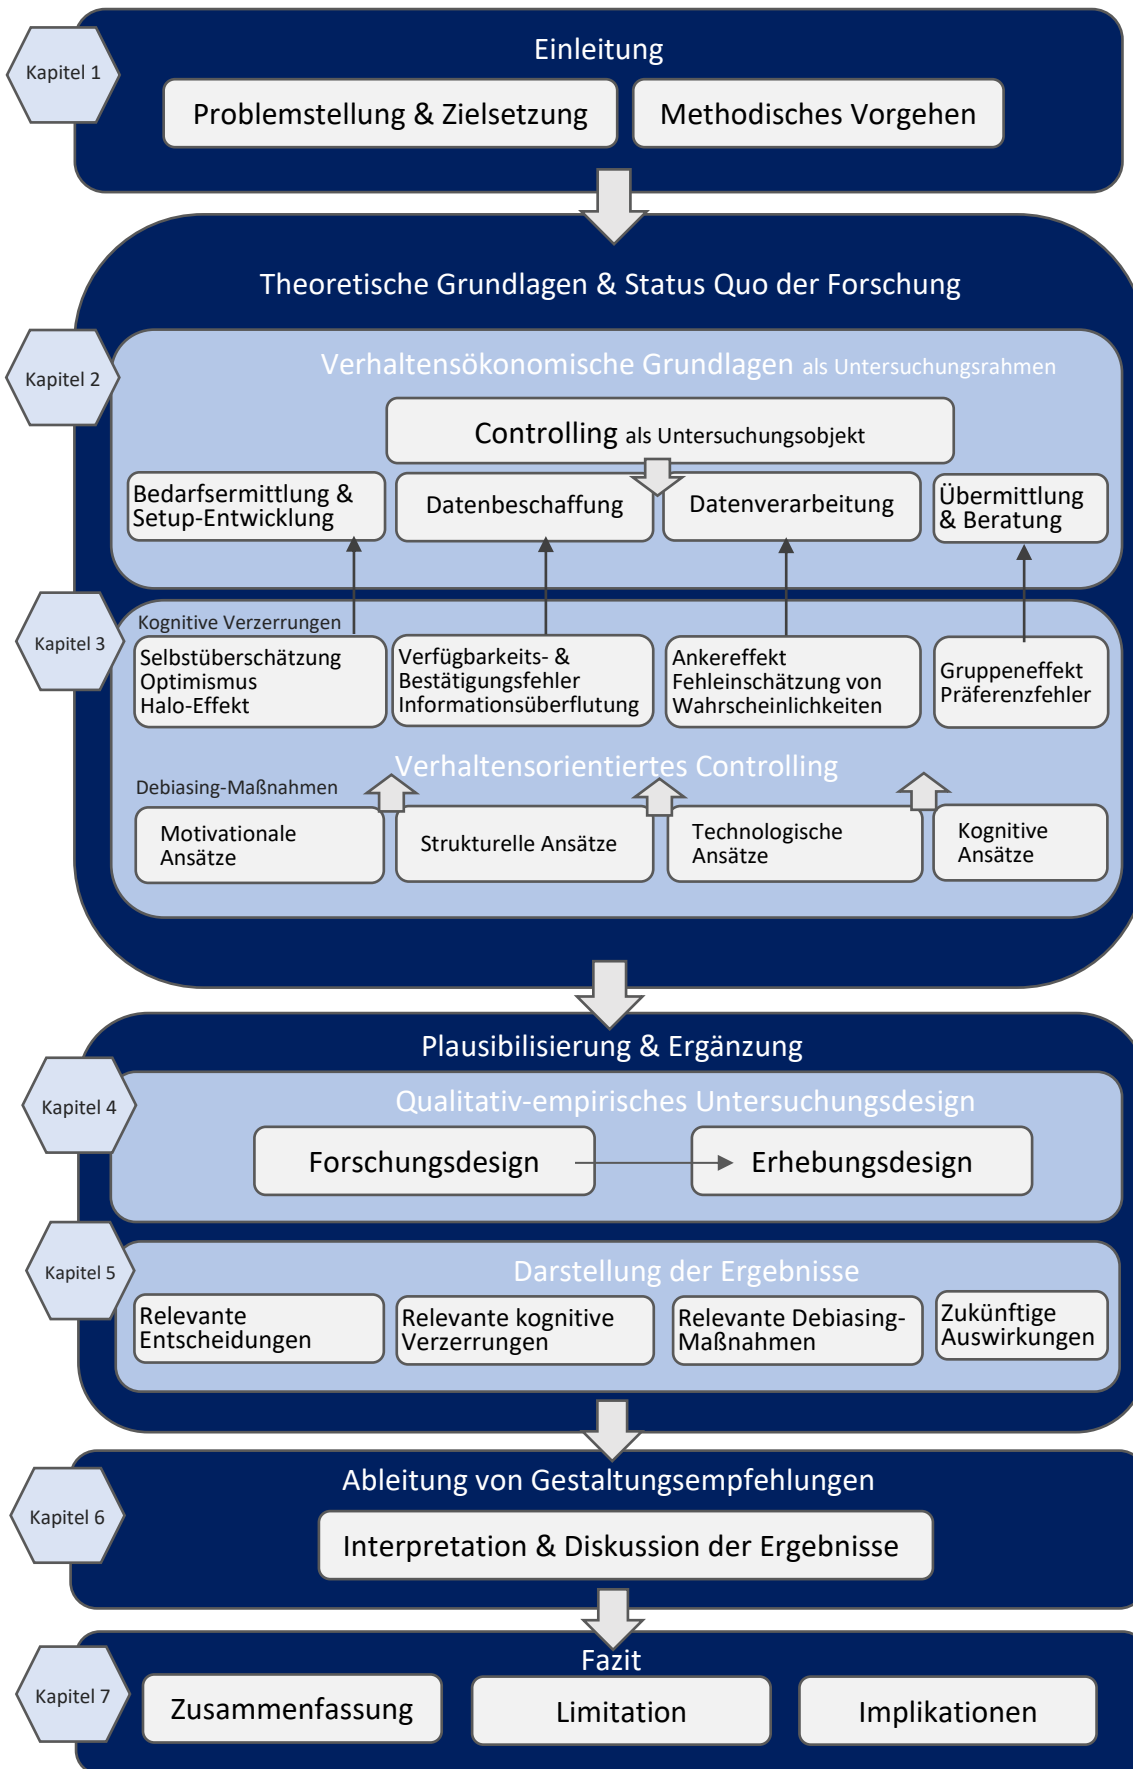 Kapitel 1
Einleitung
Problemstellung & Zielsetzung
Methodisches Vorgehen
Theoretische Grundlagen & Status Quo der Forschung
Kapitel 2
Verhaltensökonomische Grundlagen als Untersuchungsrahmen
Controlling als Untersuchungsobjekt
Bedarfsermittlung &
Setup-Entwicklung
Datenbeschaffung
Datenverarbeitung
Übermittlung
& Beratung
Kapitel 3
Kognitive Verzerrungen
Selbstüberschätzung
Optimismus
Halo-Effekt
Verfügbarkeits- &
Bestätigungsfehler
Informationsüberflutung
Ankereffekt
Fehleinschätzung von
Wahrscheinlichkeiten
Gruppeneffekt
Präferenzfehler
Verhaltensorientiertes Controlling
Debiasing-Maßnahmen
Motivationale
Ansätze
Strukturelle Ansätze
Technologische
Ansätze
Kognitive
Ansätze
Plausibilisierung & Ergänzung
Kapitel 4
Qualitativ-empirisches Untersuchungsdesign
Forschungsdesign
Erhebungsdesign
Kapitel 5
Darstellung der Ergebnisse
Relevante
Entscheidungen
Relevante kognitive
Verzerrungen
Relevante Debiasing-
Maßnahmen
Zukünftige
Auswirkungen
Kapitel 6
Ableitung von Gestaltungsempfehlungen
Interpretation & Diskussion der Ergebnisse
Kapitel 7
Fazit
Zusammenfassung
Limitation
Implikationen